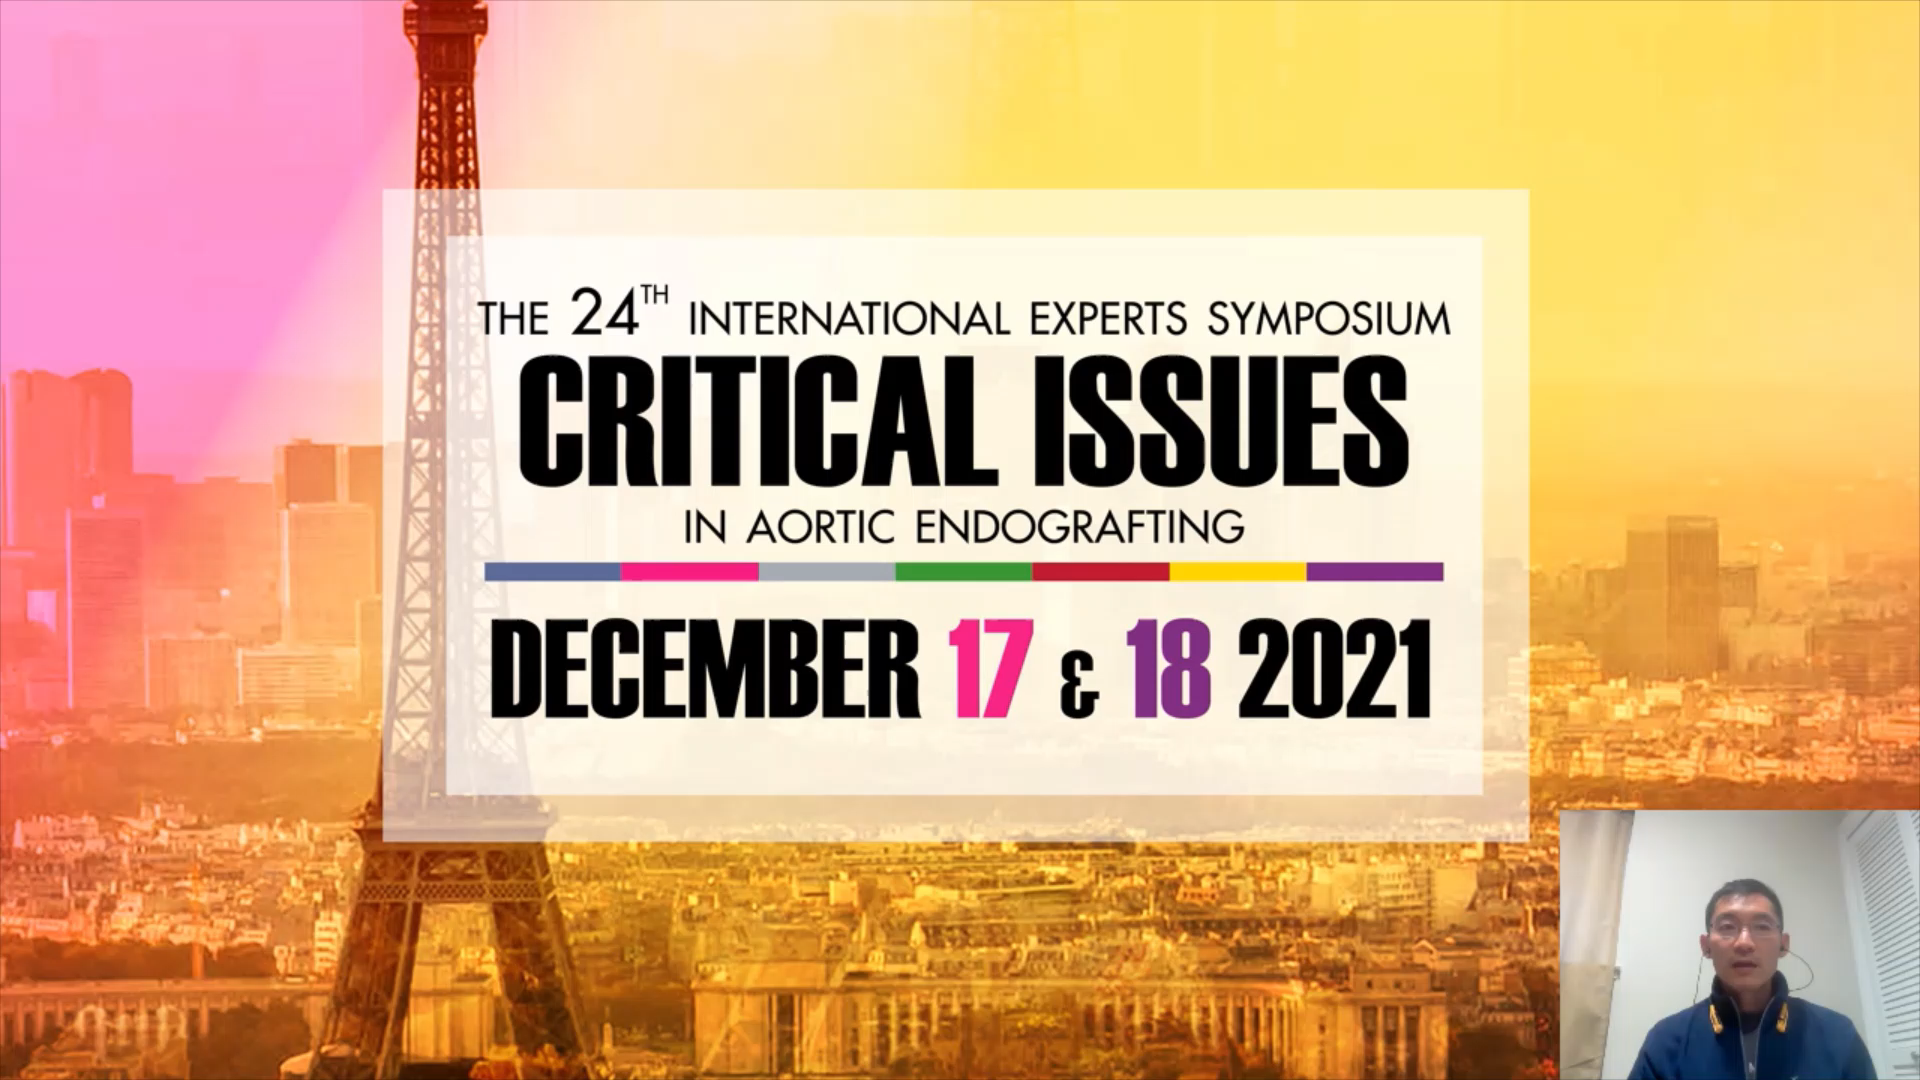 THE 24TH INTERNATIONAL EXPERTS SYMPOSIUM
CRITICAL ISSUES
IN AORTIC ENDOGRAFTING
DECEMBER 17 & 18 2021